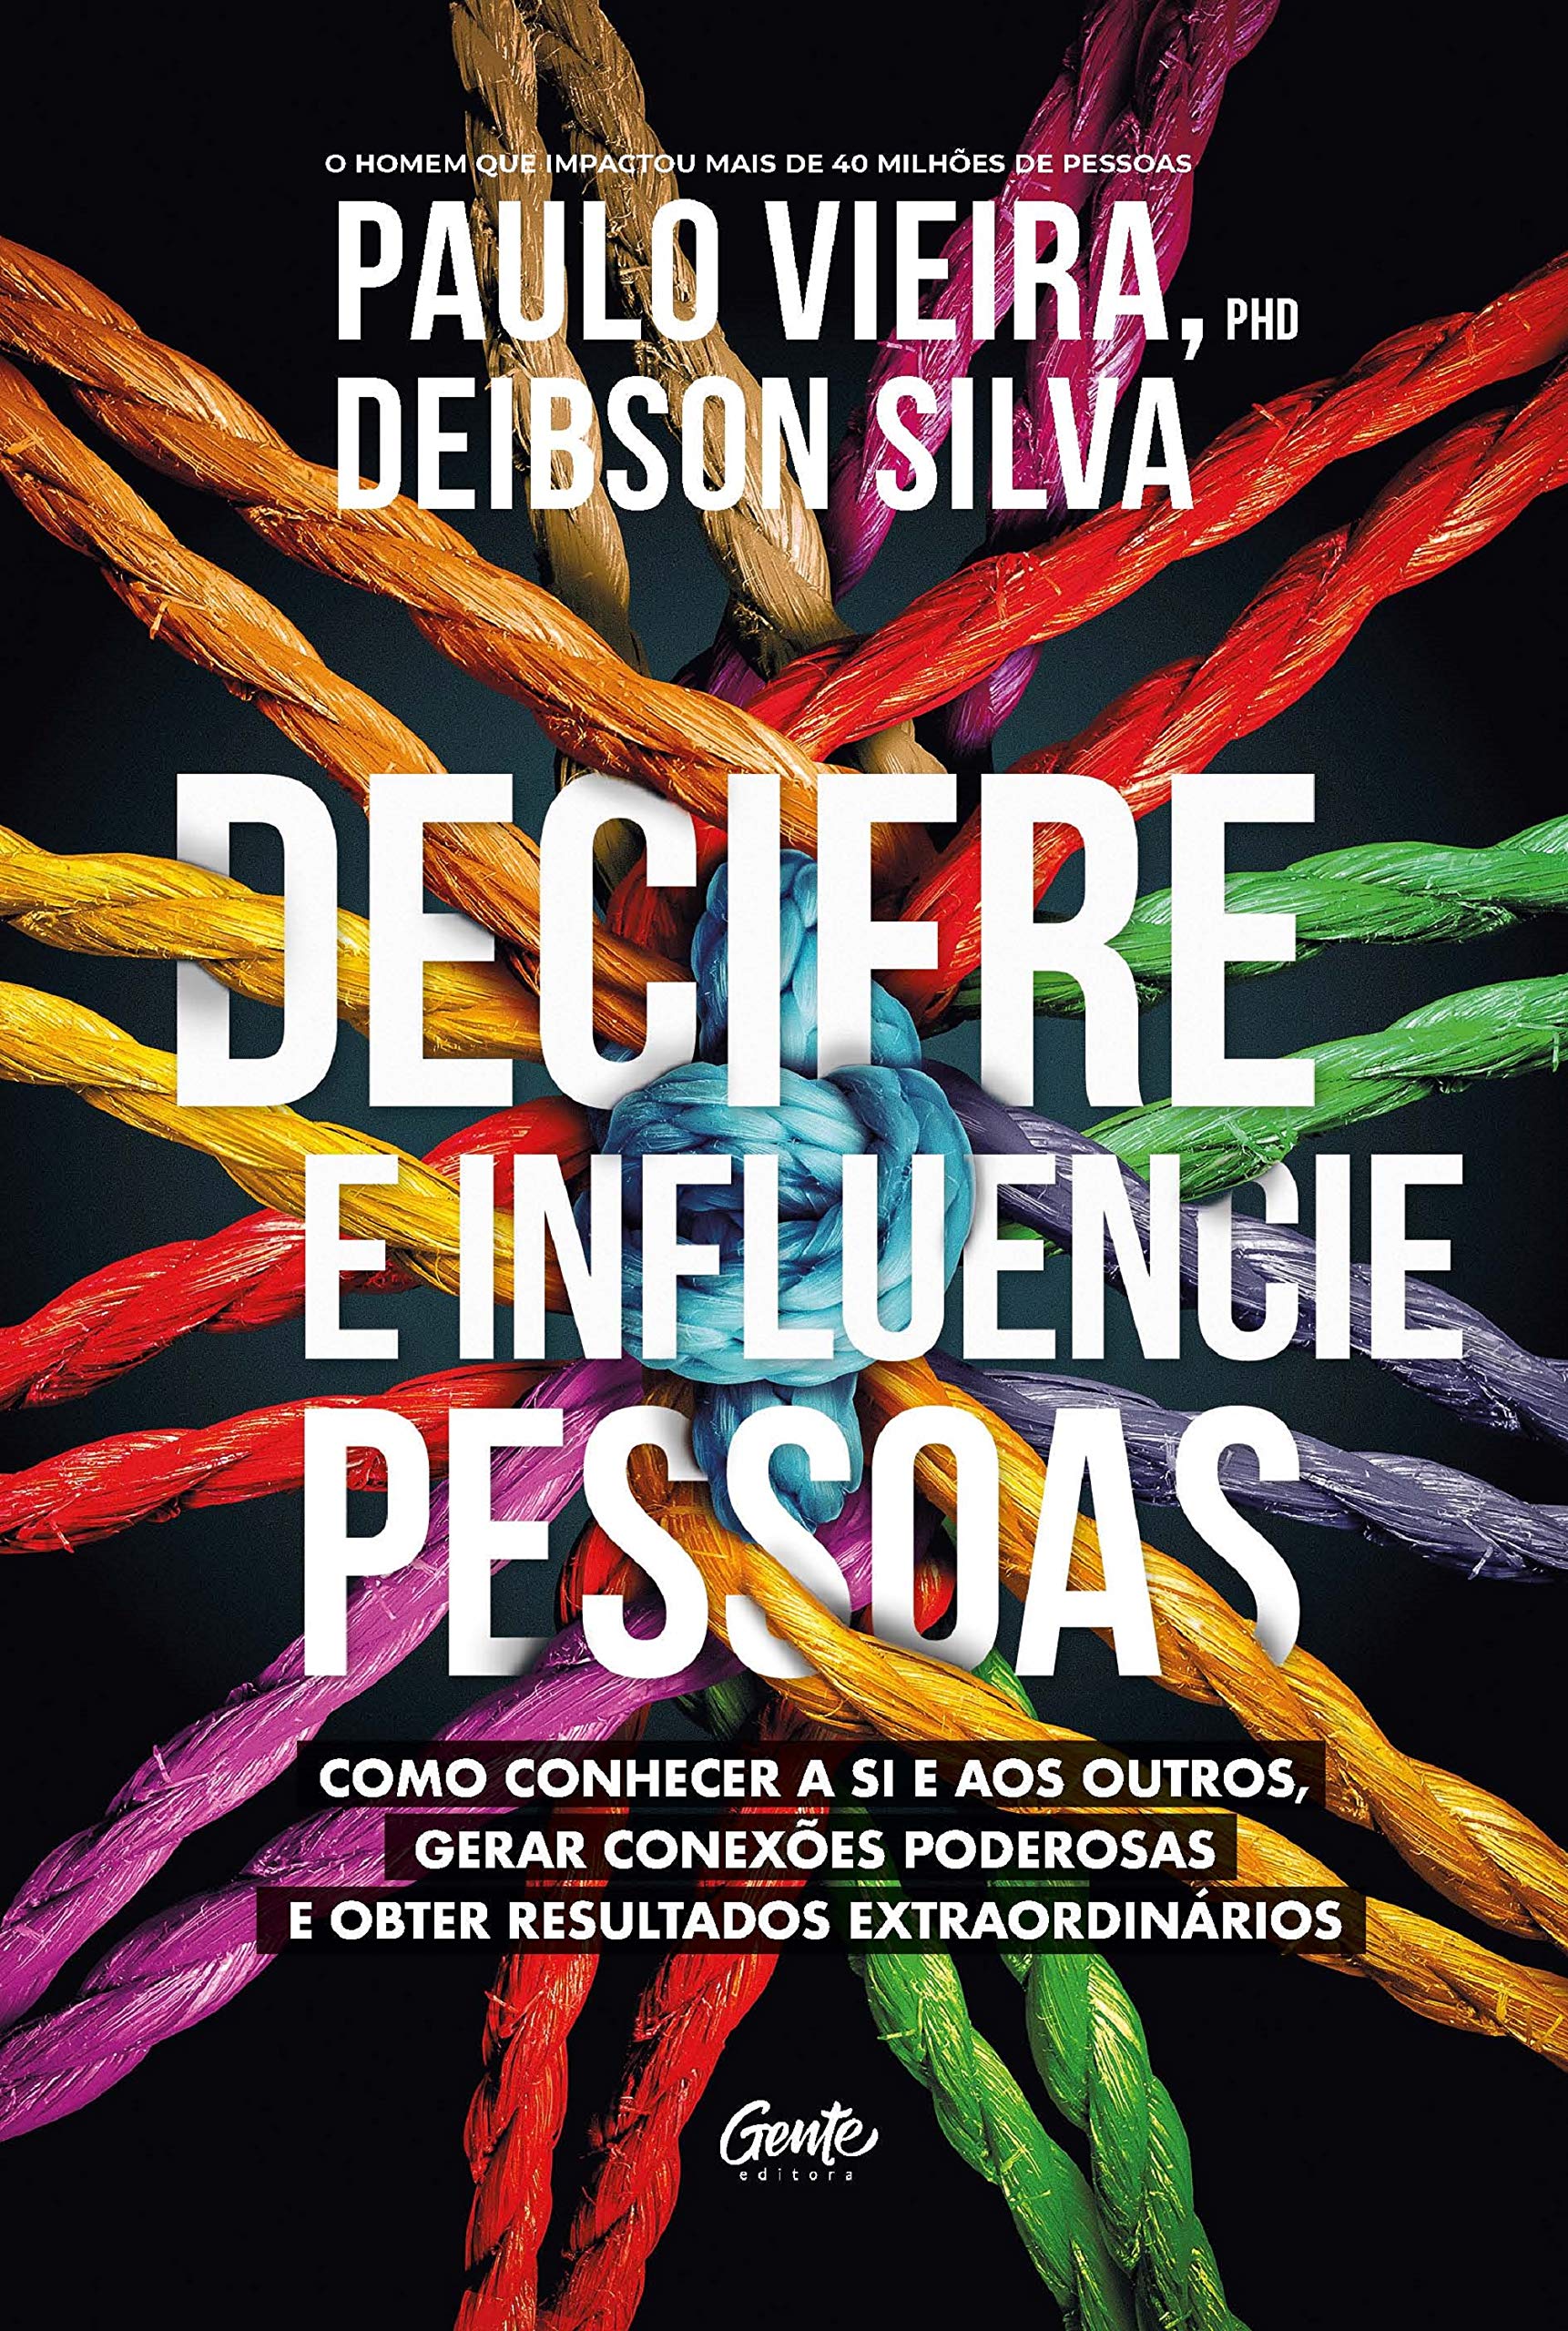 O HOMEM QUE IMPACTOU MAIS DE 40 MILHÕES DE PESSOAS
PAULO VIEIRA, PHD
DEIBSON SILVA
DECIFRE
E INFLUENCIE
PESSOAS
COMO CONHECER A SI E AOS OUTROS,
GERAR CONEXÕES PODEROSAS
E OBTER RESULTADOS EXTRAORDINÁRIOS
Gente
editora